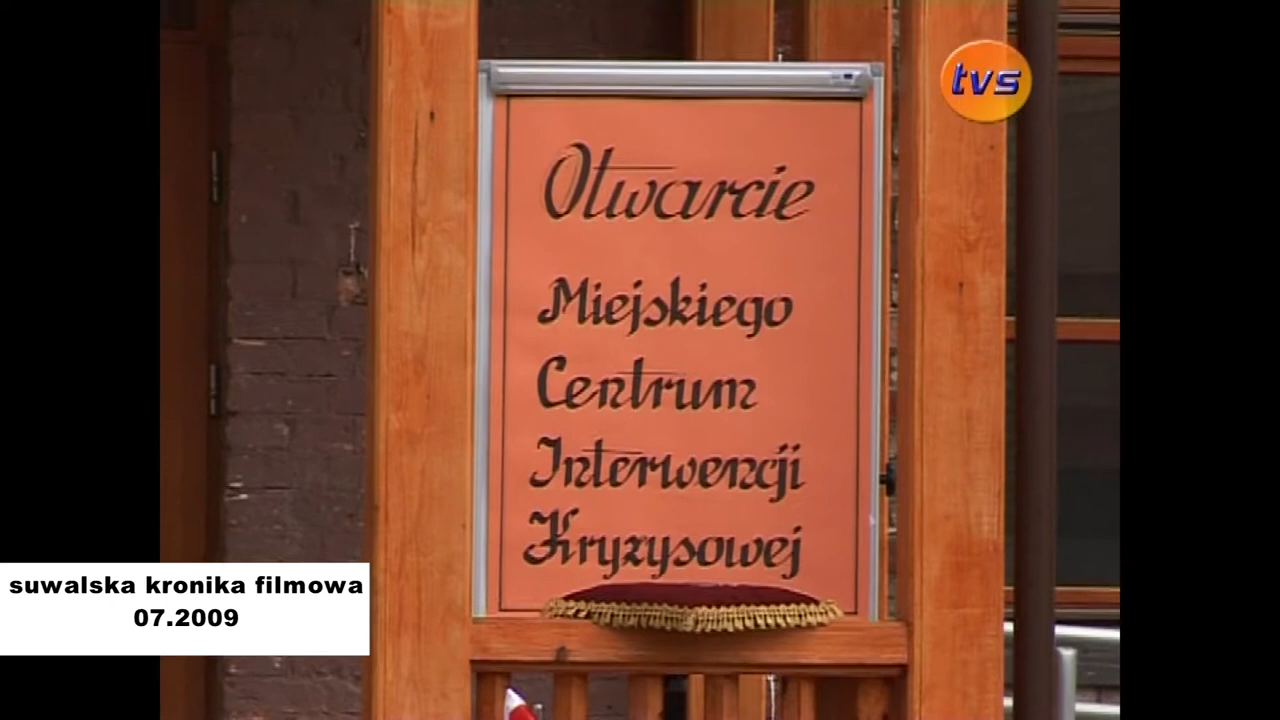 tvs
Otwarcie
Miejskiego
Centrum
Interwencji
Kryzysowej
suwalska kronika filmowa
07.2009